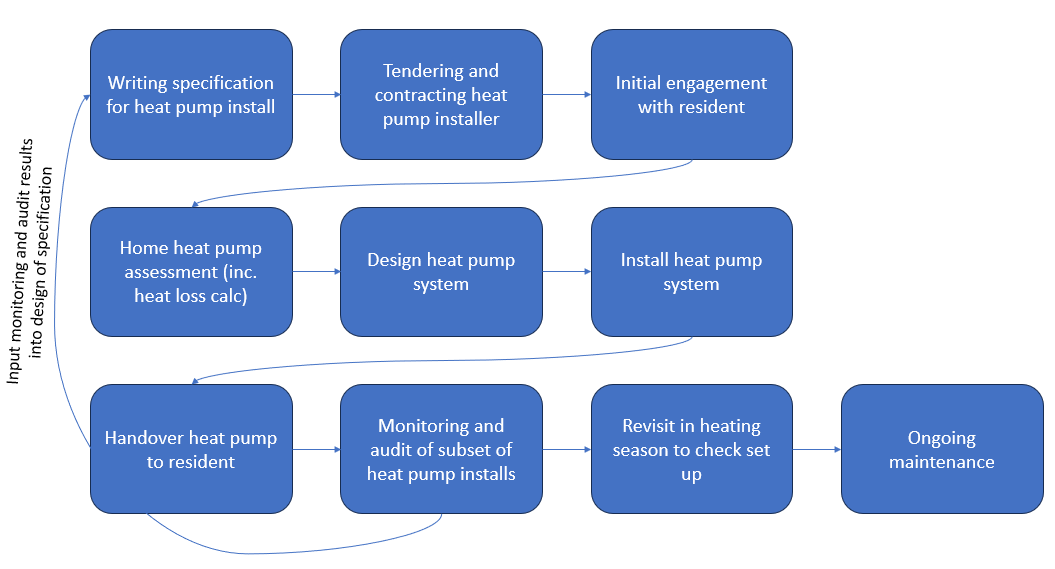 Writing specification
for heat pump install
Tendering and
contracting heat
pump installer
Initial engagement
with resident
Input monitoring and audit results
into design of specification
Home heat pump
assessment (inc.
heat loss calc)
Design heat pump
system
Install heat pump
system
Handover heat pump
to resident
Monitoring and
audit of subset of
heat pump installs
Revisit in heating
season to check set
up
Ongoing
maintenance